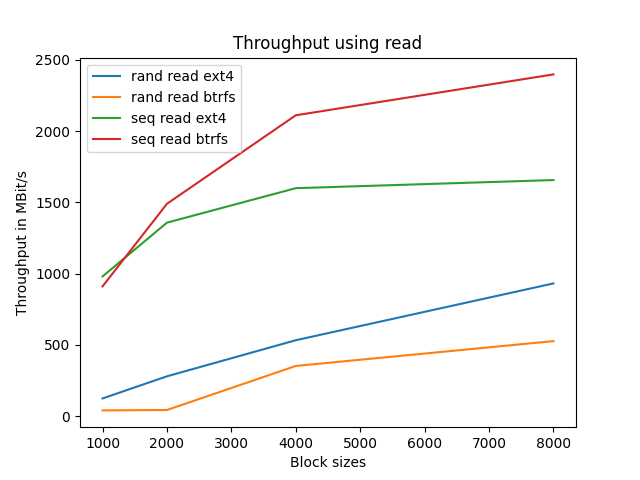 Throughput using read
2500
2000
1500
1000
500
0
Throughput in MBit/s
rand read ext4
rand read btrfs
seq read ext4
seq read btrfs
1000 2000 3000 4000 5000 6000 7000 8000
Block sizes